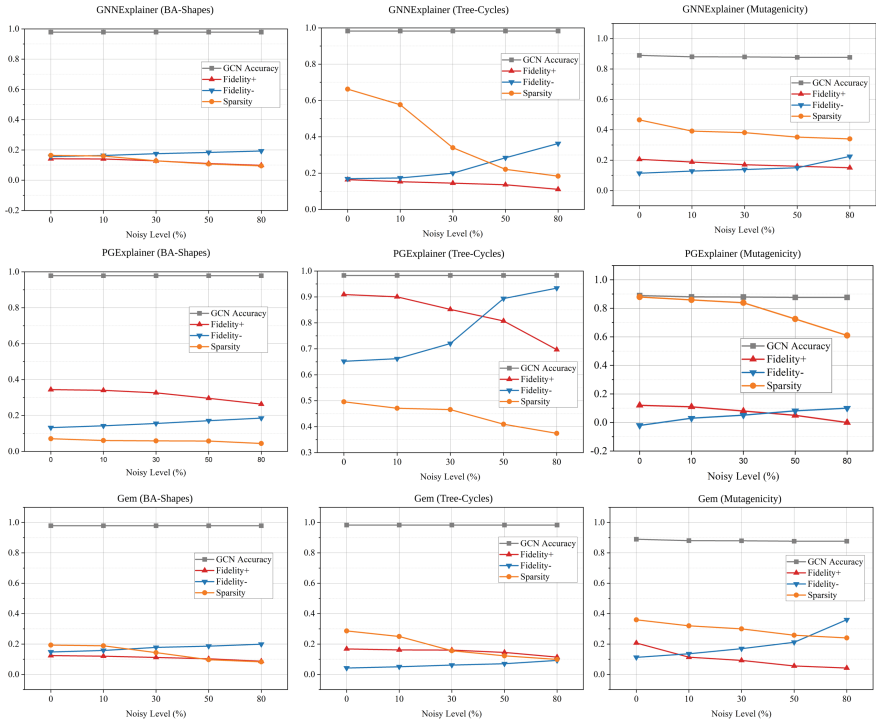 GNNExplainer (BA-Shapes)
1.0
0.8
0.6
0.4
0.2
0.0
-0.2
GCN Accuracy
Fidelity+
Fidelity-
Sparsity
0 10 30 50 80
Noisy Level (%)
GNNExplainer (Tree-Cycles)
1.0
0.8
0.6
0.4
0.2
0.0
GCN Accuracy
Fidelity+
Fidelity-
Sparsity
0 10 30 50 80
Noisy Level (%)
GNNExplainer (Mutagenicity)
1.0
0.8
0.6
0.4
0.2
0.0
GCN Accuracy
Fidelity+
Fidelity-
Sparsity
0 10 30 50 80
Noisy Level (%)
PGExplainer (BA-Shapes)
1.0
0.8
0.6
0.4
0.2
0.0
GCN Accuracy
Fidelity+
Fidelity-
Sparsity
0 10 30 50 80
Noisy Level (%)
PGExplainer (Tree-Cycles)
1.0
0.9
0.8
0.7
0.6
0.5
0.4
0.3
GCN Accuracy
Fidelity+
Fidelity-
Sparsity
0 10 30 50 80
Noisy Level (%)
PGExplainer (Mutagenicity)
1.0
0.8
0.6
0.4
0.2
0.0
-0.2
GCN Accuracy
Fidelity+
Fidelity-
Sparsity
0 10 30 50 80
Noisy Level (%)
Gem (BA-Shapes)
1.0
0.8
0.6
0.4
0.2
0.0
GCN Accuracy
Fidelity+
Fidelity-
Sparsity
0 10 30 50 80
Noisy Level (%)
Gem (Tree-Cycles)
1.0
0.8
0.6
0.4
0.2
0.0
GCN Accuracy
Fidelity+
Fidelity-
Sparsity
0 10 30 50 80
Noisy Level (%)
Gem (Mutagenicity)
1.0
0.8
0.6
0.4
0.2
0.0
GCN Accuracy
Fidelity+
Fidelity-
Sparsity
0 10 30 50 80
Noisy Level (%)